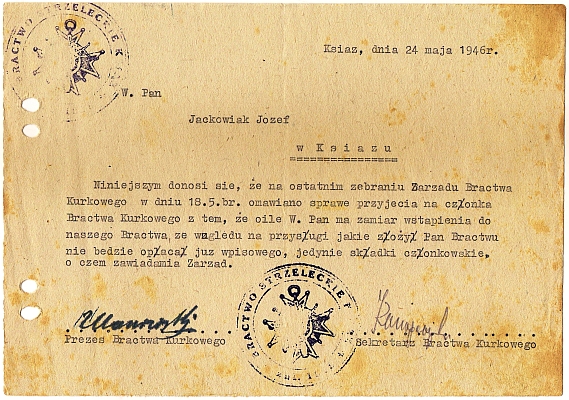 BRACTWO STRZELECKIE K
Ksiaz, dnia 24 maja 1946r.
W. Pan
Jackowiak Jozef
w Ksiazu
Niniejszym donosi sie, że na ostatnim zebraniu Zarzadu Bractwa
Kurkowego w dniu 18.5.br. omawiano sprawe przyjecia na członka
Bractwa Kurkowego z tem, że oile W. Pan ma zamiar wstapienia do
naszego Bractwa, ze wzgledu na przysługi jakie złożył Pan Bractwu
nie bedzie opłacał juz wpisowego, jedynie składki członkowskie,
o czem zawiadamia Zarzad.
BRACTWO STRZELECKIE
Prezes Bractwa Kurkowego
Sekretarz Bractwa Kurkowego